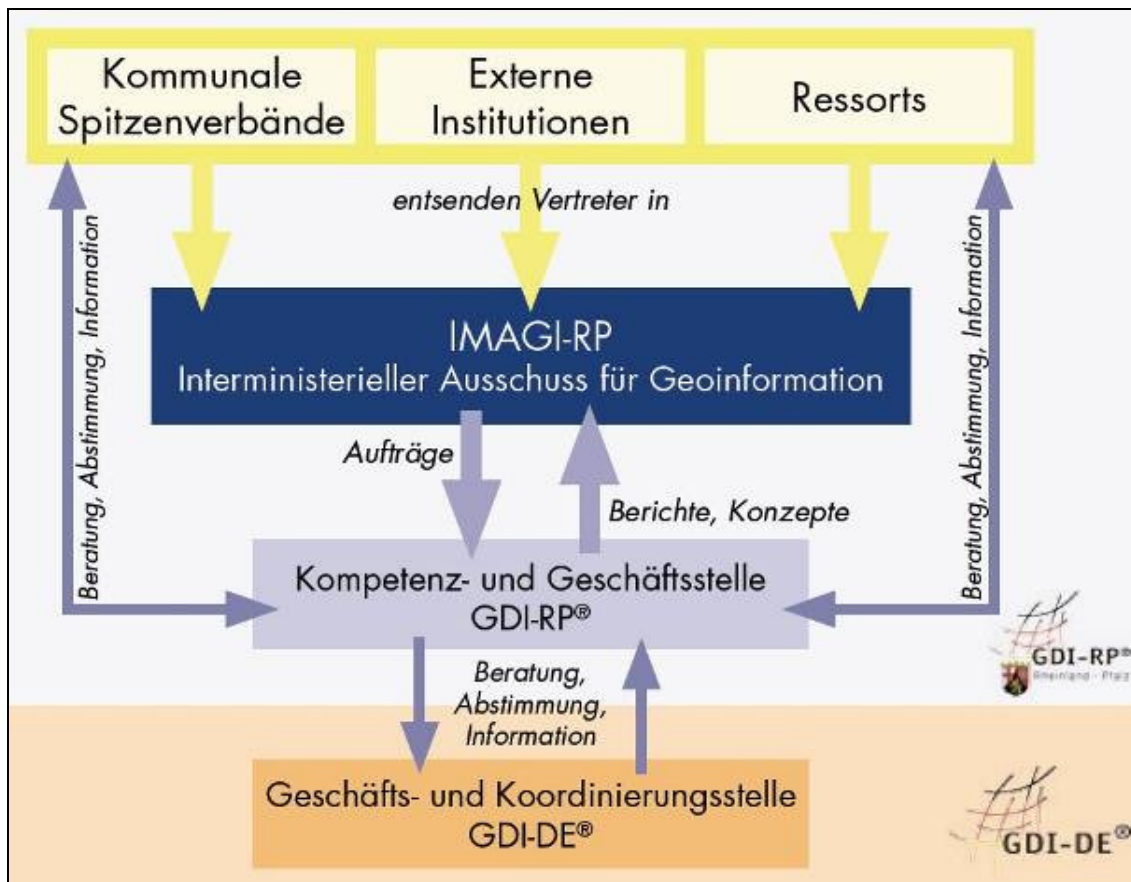 Kommunale
Spitzenverbände
Externe
Institutionen
Ressorts
entsenden Vertreter in
Beratung, Abstimmung, Information
Beratung, Abstimmung, Information
IMAGI-RP
Interministerieller Ausschuss für Geoinformation
Aufträge
Berichte, Konzepte
Kompetenz- und Geschäftsstelle
GDI-RP®
GDI-RP®
Rheinland - Pfalz
Beratung,
Abstimmung,
Information
Geschäfts- und Koordinierungsstelle
GDI-DE®
GDI-DE®